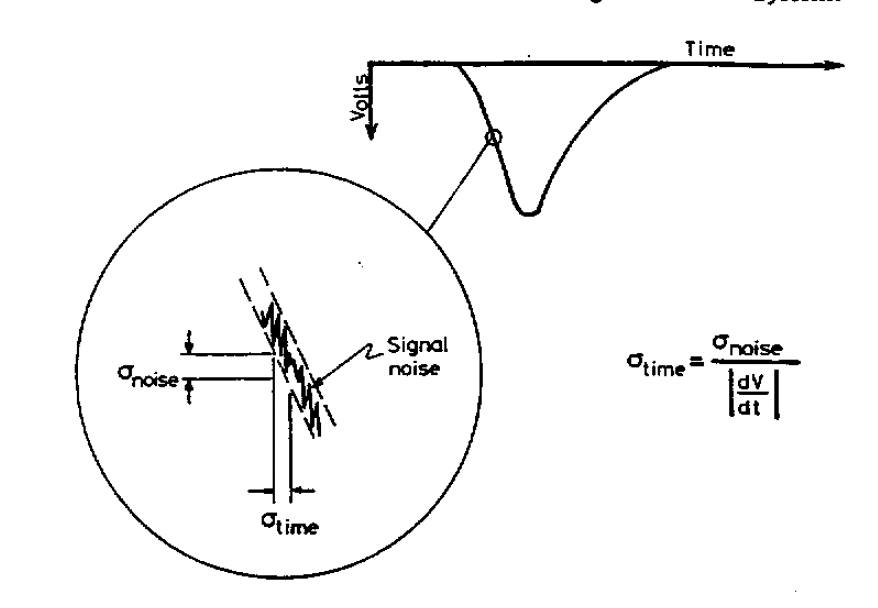 Time
Volts
Signal
noise
σnoise
σtime
σtime = σnoise / |dV/dt|